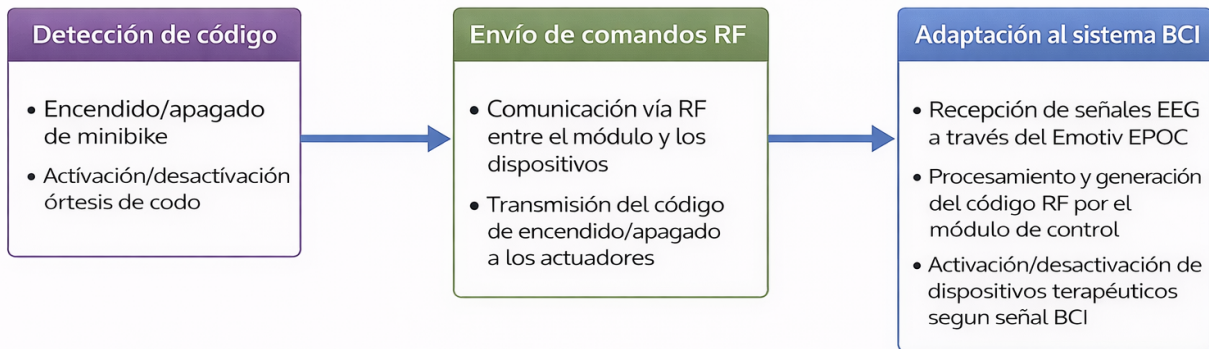 Detección de código
• Encendido/apagado
de minibike
• Actívación/desactívación
órtesis de codo
Envío de comandos RF
• Comunicación vía RF
entre el módulo y los
dispositivos
• Transmisión del código
de encendido/apagado
a los actuadores
Adaptación al sistema BCI
• Recepción de señales EEG
a través del Emotiv EPOC
• Procesamiento y generación
del código RF por el
módulo de control
• Activación/desactivación de
dispositivos terapéuticos
segun señal BCI